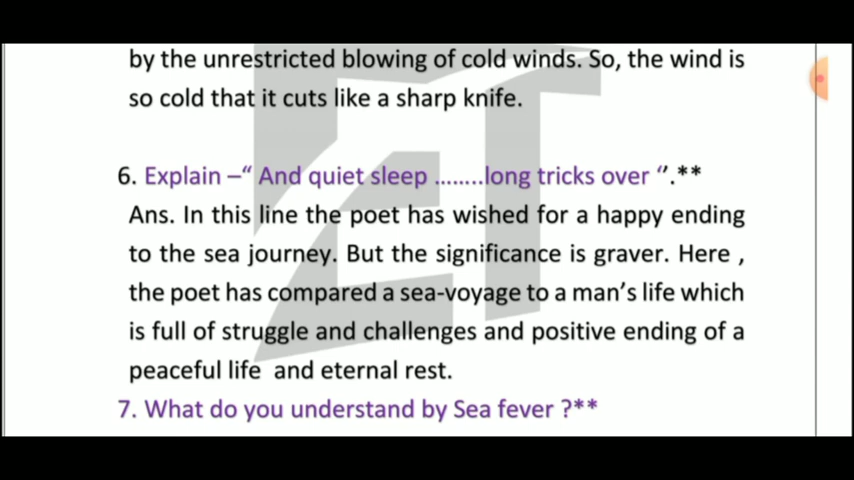 by the unrestricted blowing of cold winds. So, the wind is
so cold that it cuts like a sharp knife.
6. Explain –“ And quiet sleep ........long tricks over “’.**
Ans. In this line the poet has wished for a happy ending
to the sea journey. But the significance is graver. Here ,
the poet has compared a sea-voyage to a man’s life which
is full of struggle and challenges and positive ending of a
peaceful life and eternal rest.
7. What do you understand by Sea fever ?**